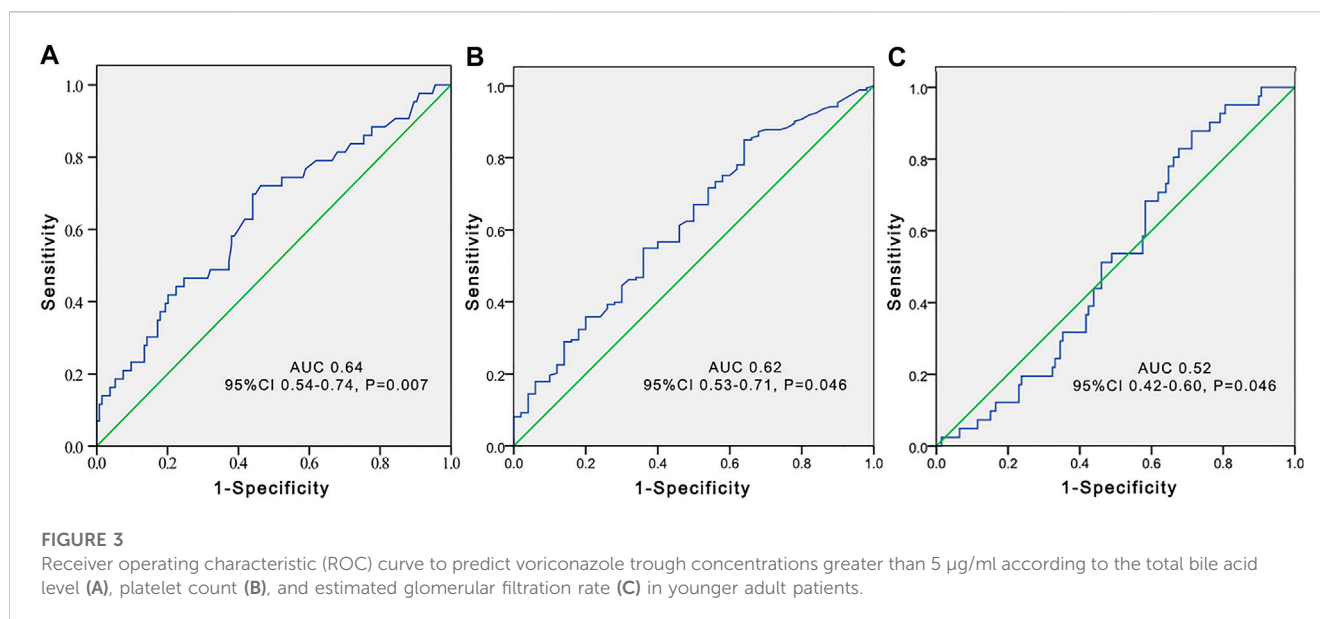 A
B
C
1.0
0.8
0.6
0.4
0.2
0.0
Sensitivity
0.0 0.2 0.4 0.6 0.8 1.0
1-Specificity
AUC 0.64
95%CI 0.54-0.74, P=0.007
1.0
0.8
0.6
0.4
0.2
0.0
Sensitivity
0.0 0.2 0.4 0.6 0.8 1.0
1-Specificity
AUC 0.62
95%CI 0.53-0.71, P=0.046
1.0
0.8
0.6
0.4
0.2
0.0
Sensitivity
0.0 0.2 0.4 0.6 0.8 1.0
1-Specificity
AUC 0.52
95%CI 0.42-0.60, P=0.046
FIGURE 3
Receiver operating characteristic (ROC) curve to predict voriconazole trough concentrations greater than 5 µg/ml according to the total bile acid
level (A), platelet count (B), and estimated glomerular filtration rate (C) in younger adult patients.